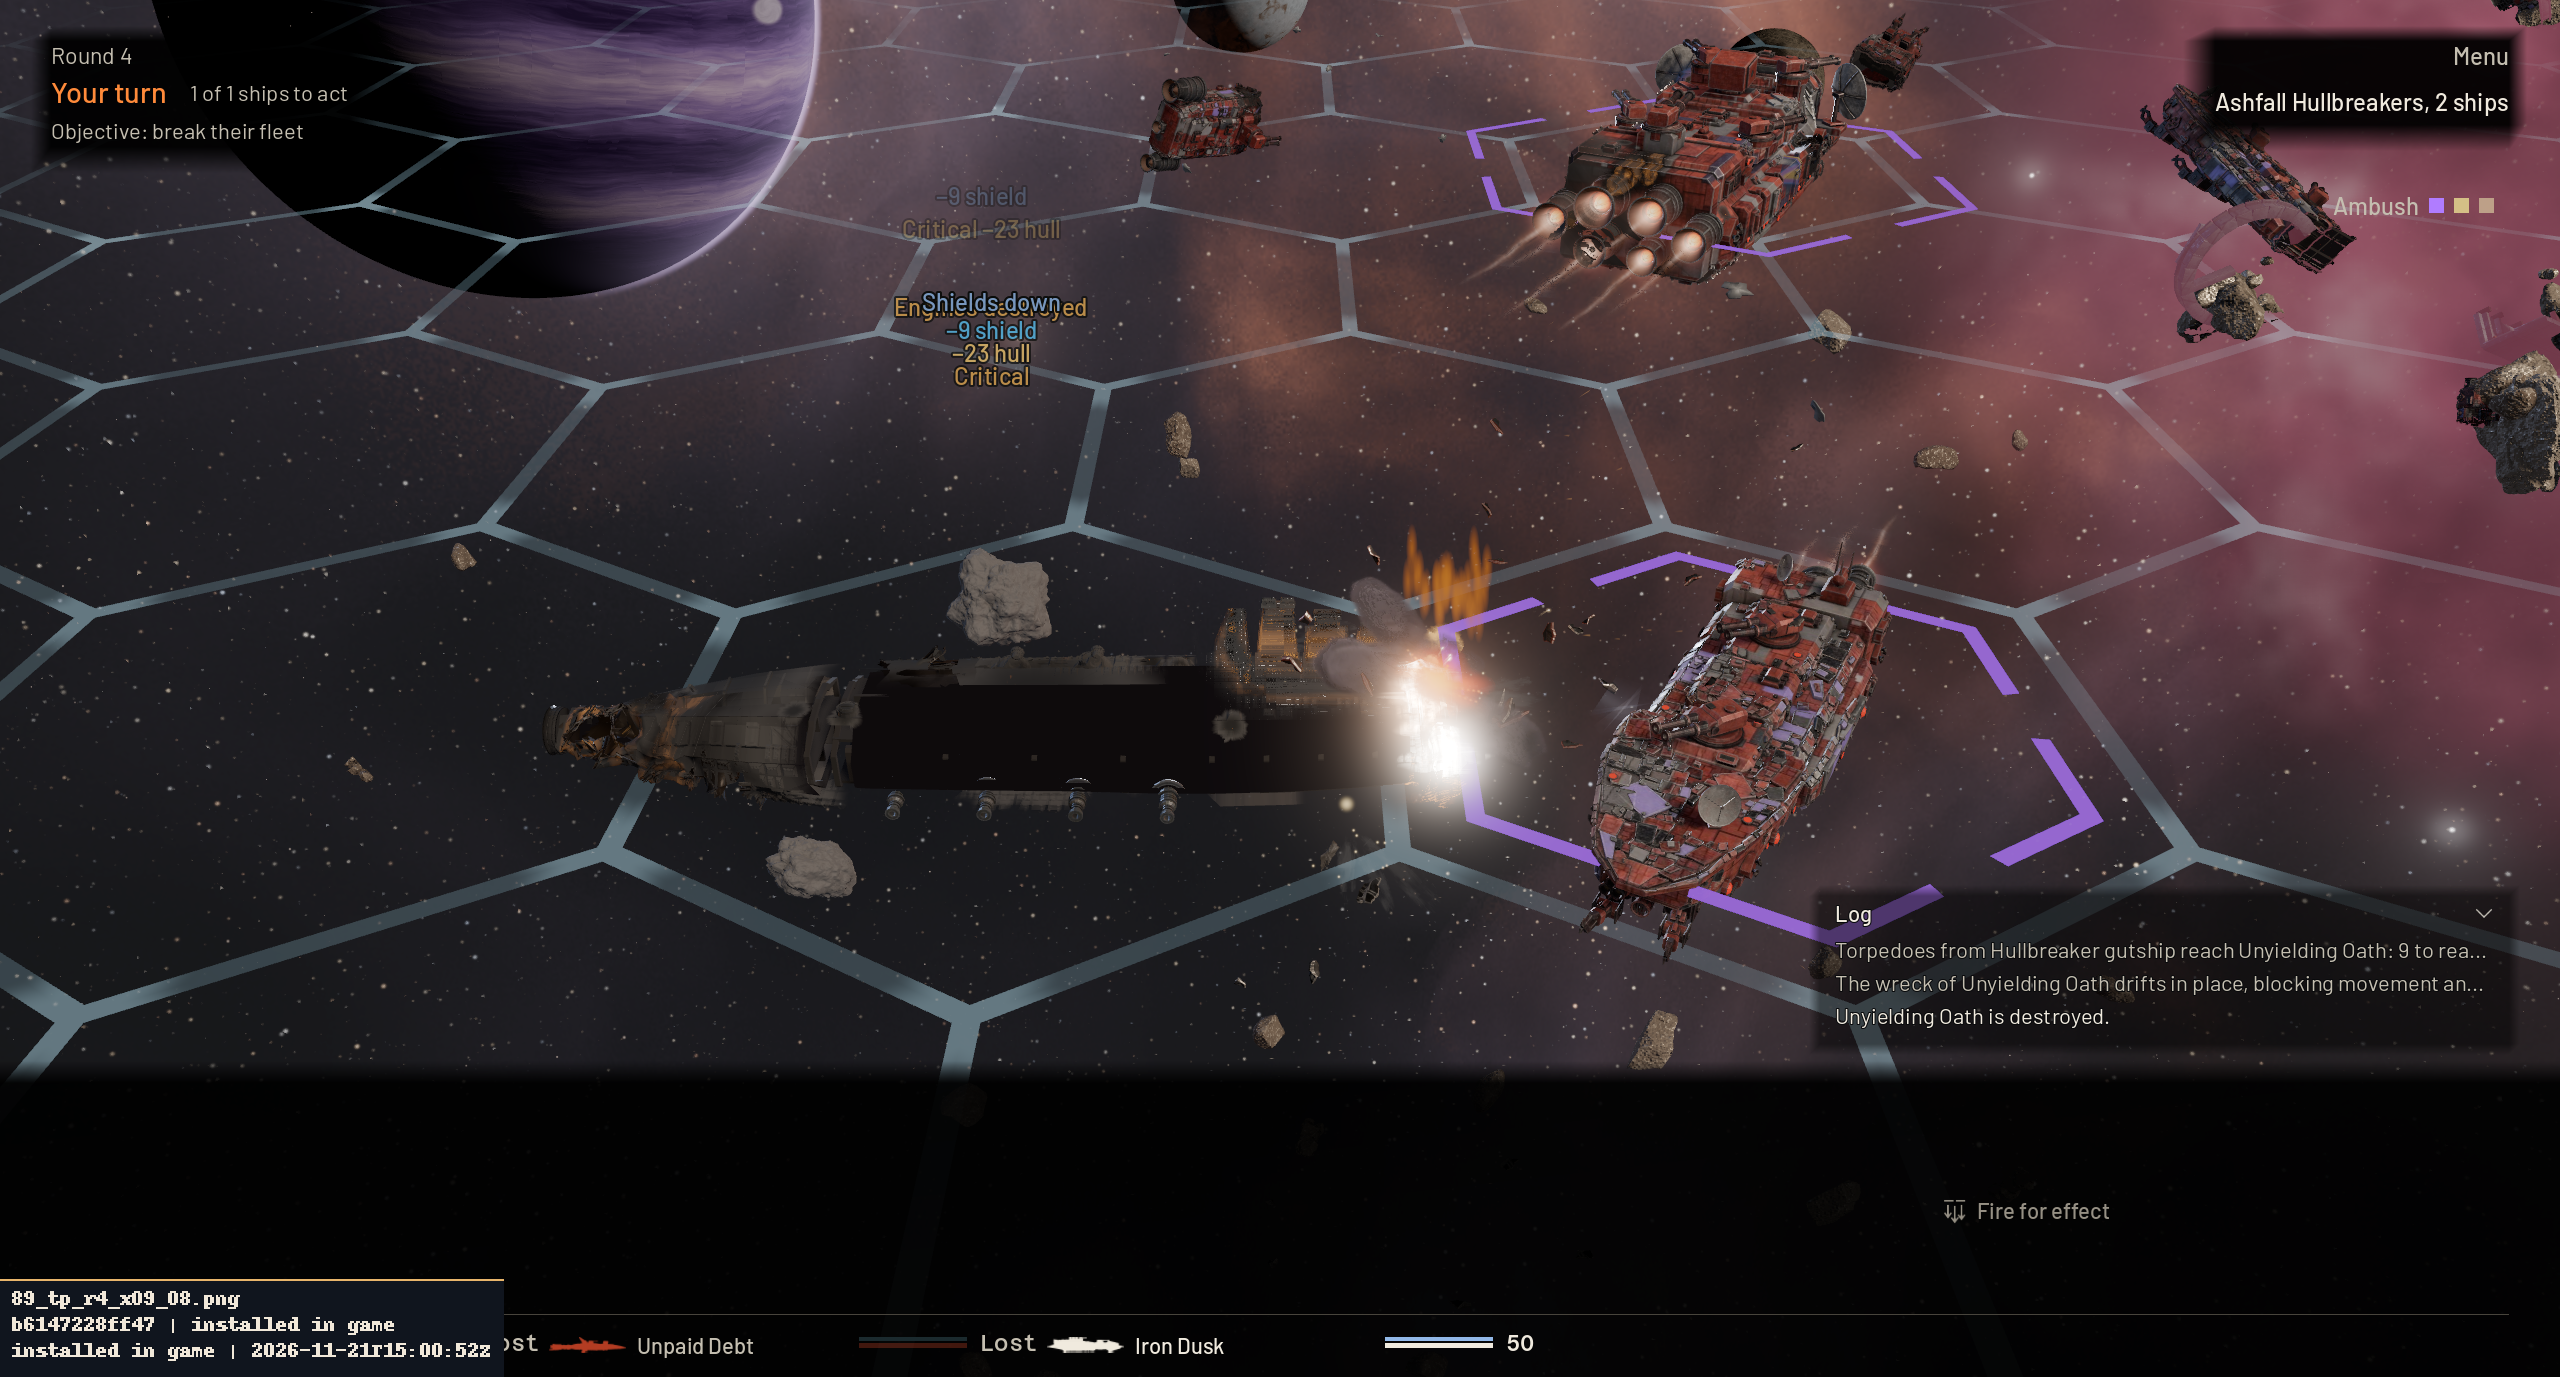 Round 4
Your turn 1 of 1 ships to act
Objective: break their fleet
Menu
Ashfall Hullbreakers, 2 ships
Ambush
−9 shield
Critical −23 hull
Shields down
Engines destroyed
−9 shield
−23 hull
Critical
Log
Torpedoes from Hullbreaker gutship reach Unyielding Oath: 9 to rea...
The wreck of Unyielding Oath drifts in place, blocking movement an...
Unyielding Oath is destroyed.
Fire for effect
89_tp_r4_x09_08.png
b6147228ff47 | installed in game
installed in game | 2026-11-21r15:00:52z
ost Unpaid Debt Lost Iron Dusk 50